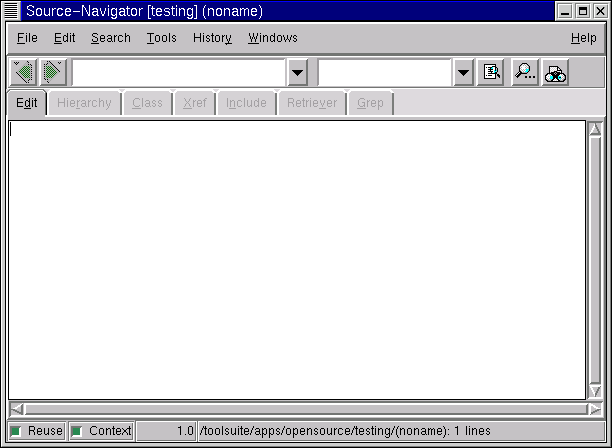 Source-Navigator [testing] (noname)
File Edit Search Tools History Windows Help
Edit Hierarchy Class Xref Include Retriever Grep
Reuse Context 1.0 /toolsuite/apps/opensource/testing/(noname): 1 lines